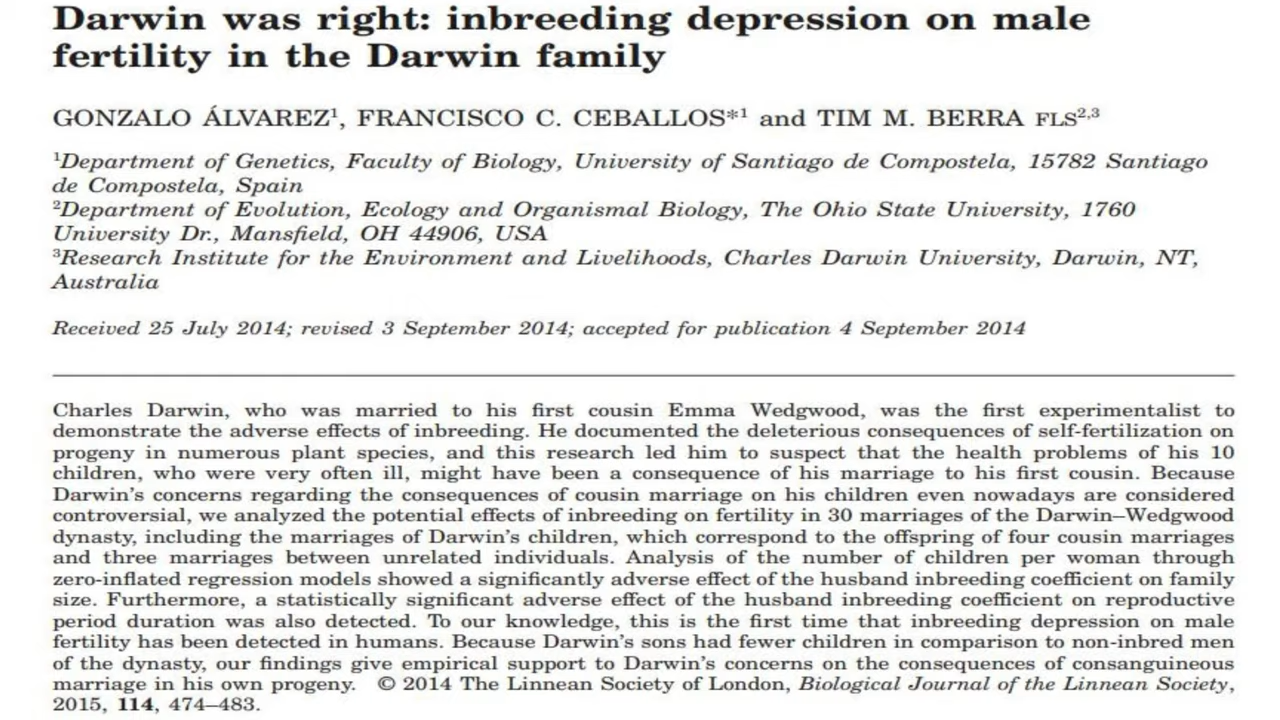 Darwin was right: inbreeding depression on male
fertility in the Darwin family
GONZALO ÁLVAREZ¹, FRANCISCO C. CEBALLOS*¹ and TIM M. BERRA FLS²,³
¹Department of Genetics, Faculty of Biology, University of Santiago de Compostela, 15782 Santiago
de Compostela, Spain
²Department of Evolution, Ecology and Organismal Biology, The Ohio State University, 1760
University Dr., Mansfield, OH 44906, USA
³Research Institute for the Environment and Livelihoods, Charles Darwin University, Darwin, NT,
Australia
Received 25 July 2014; revised 3 September 2014; accepted for publication 4 September 2014
Charles Darwin, who was married to his first cousin Emma Wedgwood, was the first experimentalist to
demonstrate the adverse effects of inbreeding. He documented the deleterious consequences of self-fertilization on
progeny in numerous plant species, and this research led him to suspect that the health problems of his 10
children, who were very often ill, might have been a consequence of his marriage to his first cousin. Because
Darwin's concerns regarding the consequences of cousin marriage on his children even nowadays are considered
controversial, we analyzed the potential effects of inbreeding on fertility in 30 marriages of the Darwin–Wedgwood
dynasty, including the marriages of Darwin's children, which correspond to the offspring of four cousin marriages
and three marriages between unrelated individuals. Analysis of the number of children per woman through
zero-inflated regression models showed a significantly adverse effect of the husband inbreeding coefficient on family
size. Furthermore, a statistically significant adverse effect of the husband inbreeding coefficient on reproductive
period duration was also detected. To our knowledge, this is the first time that inbreeding depression on male
fertility has been detected in humans. Because Darwin's sons had fewer children in comparison to non-inbred men
of the dynasty, our findings give empirical support to Darwin's concerns on the consequences of consanguineous
marriage in his own progeny. © 2014 The Linnean Society of London, Biological Journal of the Linnean Society,
2015, 114, 474–483.